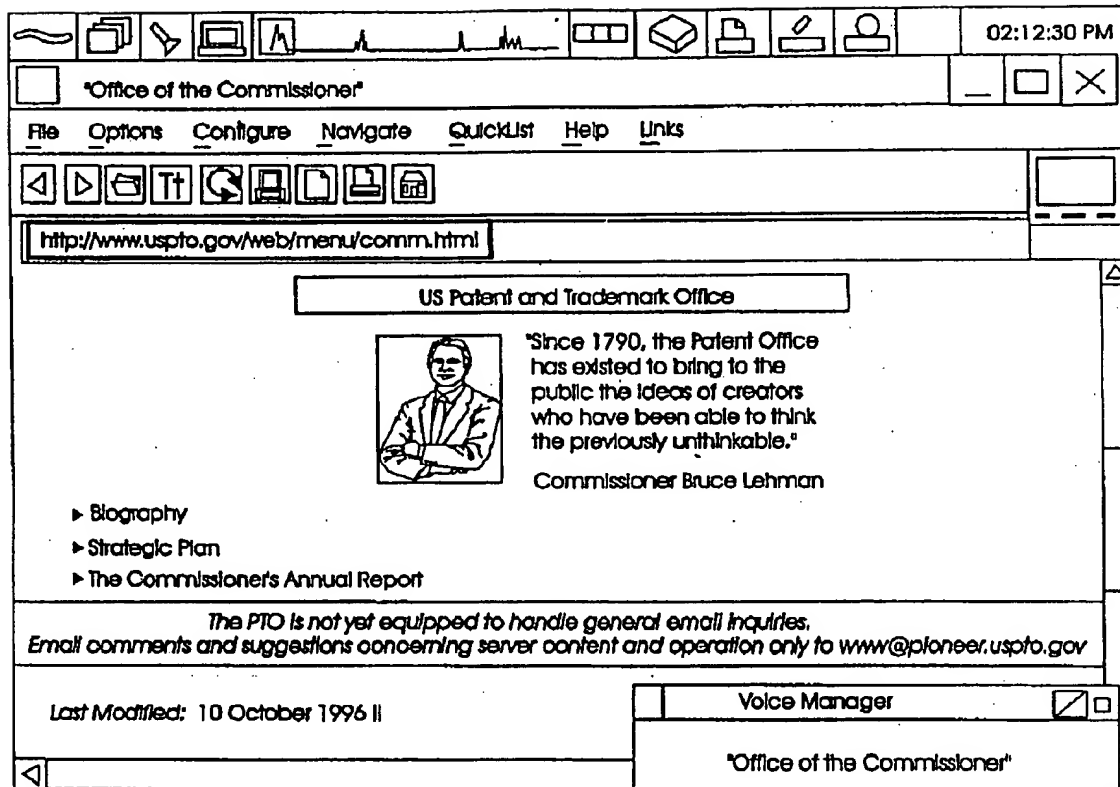 02:12:30 PM
"Office of the Commissioner"
File Options Configure Navigate QuickList Help Links
T†
http://www.uspto.gov/web/menu/comm.html
US Patent and Trademark Office
"Since 1790, the Patent Office
has existed to bring to the
public the ideas of creators
who have been able to think
the previously unthinkable."
Commissioner Bruce Lehman
▸ Biography
▸ Strategic Plan
▸ The Commissioner's Annual Report
The PTO is not yet equipped to handle general email inquiries.
Email comments and suggestions concerning server content and operation only to www@pioneer.uspto.gov
Last Modified: 10 October 1996 ||
Voice Manager
"Office of the Commissioner"